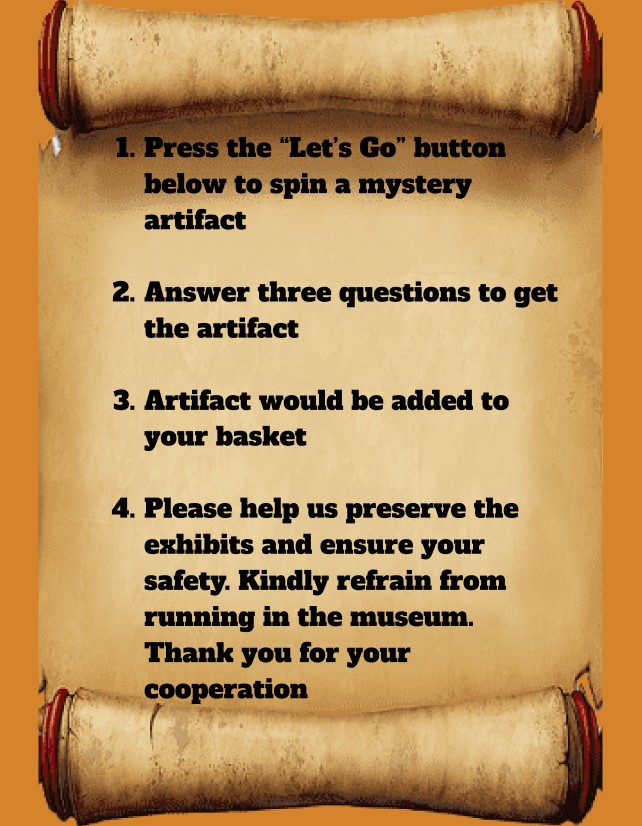 1. Press the “Let’s Go” button
below to spin a mystery
artifact
2. Answer three questions to get
the artifact
3. Artifact would be added to
your basket
4. Please help us preserve the
exhibits and ensure your
safety. Kindly refrain from
running in the museum.
Thank you for your
cooperation